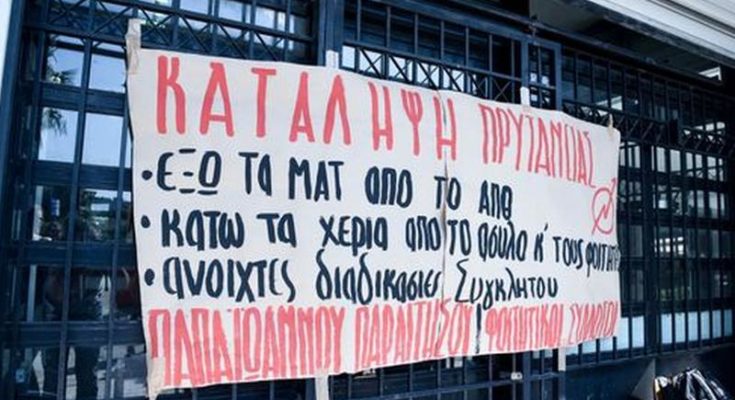 ΚΑΤΑΛΗΨΗ ΠΡΥΤΑΝΕΙΑΣ
• ΕΞΩ ΤΑ ΜΑΤ ΑΠΟ ΤΟ ΑΠΘ
• ΚΑΤΩ ΤΑ ΧΕΡΙΑ ΑΠΟ ΤΟ ΑΣΥΛΟ Κ' ΤΟΥΣ ΦΟΙΤΗΤΕΣ
• ΑΝΟΙΧΤΕΣ ΔΙΑΔΙΚΑΣΙΕΣ ΣΥΓΚΛΗΤΟΥ
ΠΑΠΑΪΩΑΝΝΟΥ ΠΑΡΑΙΤΗΣΟΥ! ΦΟΙΤΗΤΙΚΟΙ ΣΥΛΛΟΓΟΙ